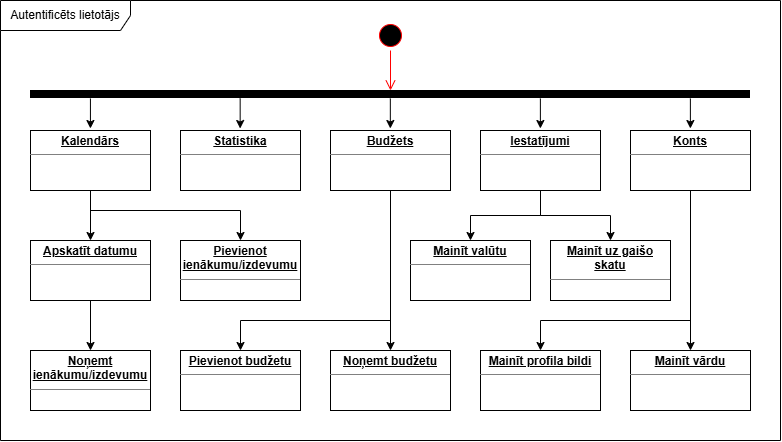 Autentificēts lietotājs
Kalendārs
Statistika
Budžets
Iestatījumi
Konts
Apskatīt datumu
Pievienot
ienākumu/izdevumu
Mainīt valūtu
Mainīt uz gaišo
skatu
Noņemt
ienākumu/izdevumu
Pievienot budžetu
Noņemt budžetu
Mainīt profila bildi
Mainīt vārdu